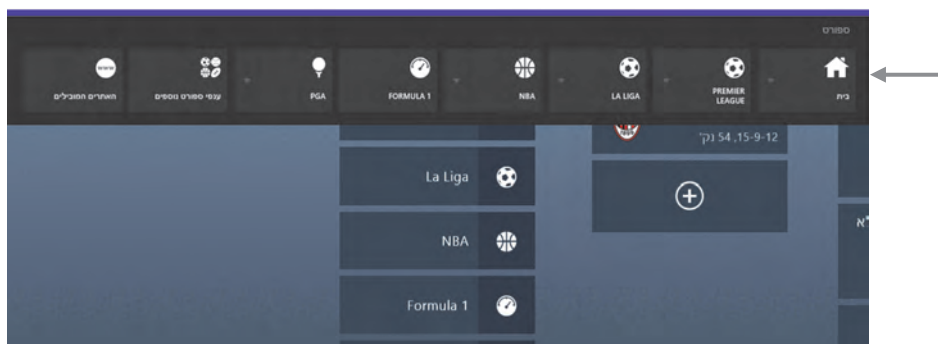 ספורט
בית
PREMIER
LEAGUE
LA LIGA
NBA
FORMULA 1
PGA
ענפי ספורט נוספים
האתרים המובילים
WWW
15-9-12, 54 נק'
La Liga
NBA
Formula 1
א"